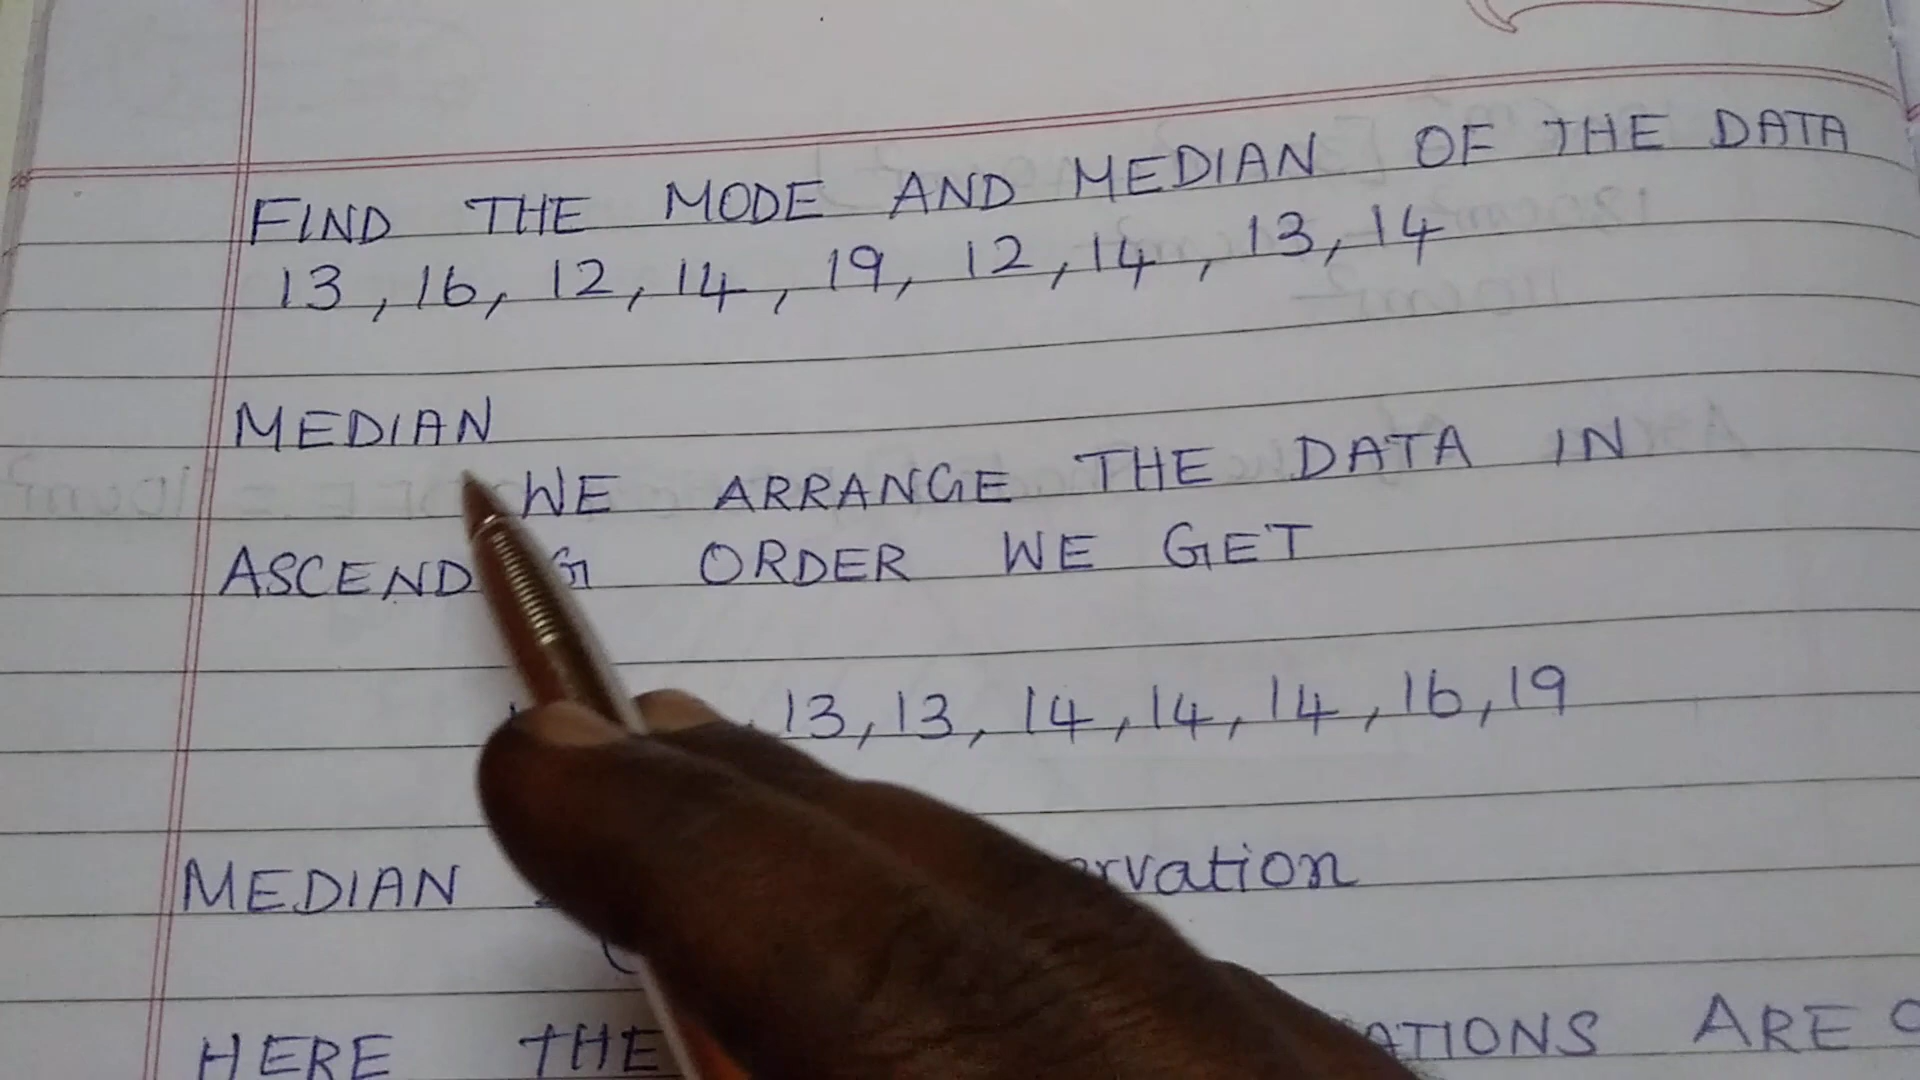 FIND THE MODE AND MEDIAN OF THE DATA
13, 16, 12, 14, 19, 12, 14, 13, 14
MEDIAN
WE ARRANGE THE DATA IN
ORDER WE GET
13, 13, 14, 14, 14, 16, 19
MEDIAN
HERE THE ARE